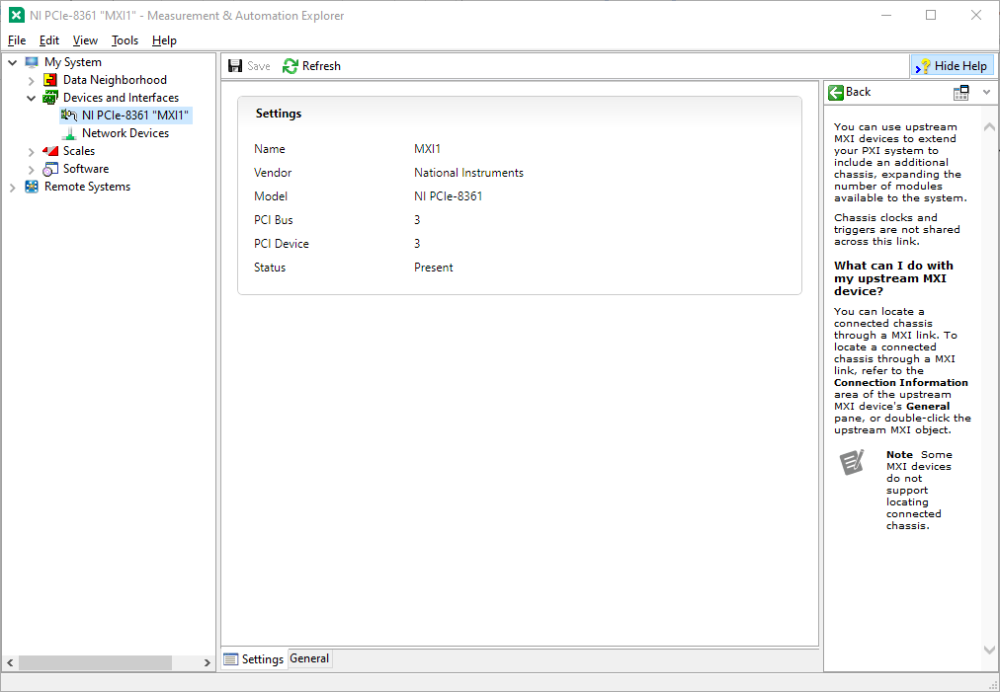 NI PCIe-8361 "MXI1" - Measurement & Automation Explorer
File Edit View Tools Help
My System
Data Neighborhood
Devices and Interfaces
NI PCIe-8361 "MXI1"
Network Devices
Scales
Software
Remote Systems
Save Refresh
Hide Help
Settings
Name MXI1
Vendor National Instruments
Model NI PCIe-8361
PCI Bus 3
PCI Device 3
Status Present
Settings General
Back
You can use upstream
MXI devices to extend
your PXI system to
include an additional
chassis, expanding the
number of modules
available to the system.
Chassis clocks and
triggers are not shared
across this link.
What can I do with
my upstream MXI
device?
You can locate a
connected chassis
through a MXI link. To
locate a connected
chassis through a MXI
link, refer to the
Connection Information
area of the upstream
MXI device's General
pane, or double-click the
upstream MXI object.
Note Some
MXI devices
do not
support
locating
connected
chassis.